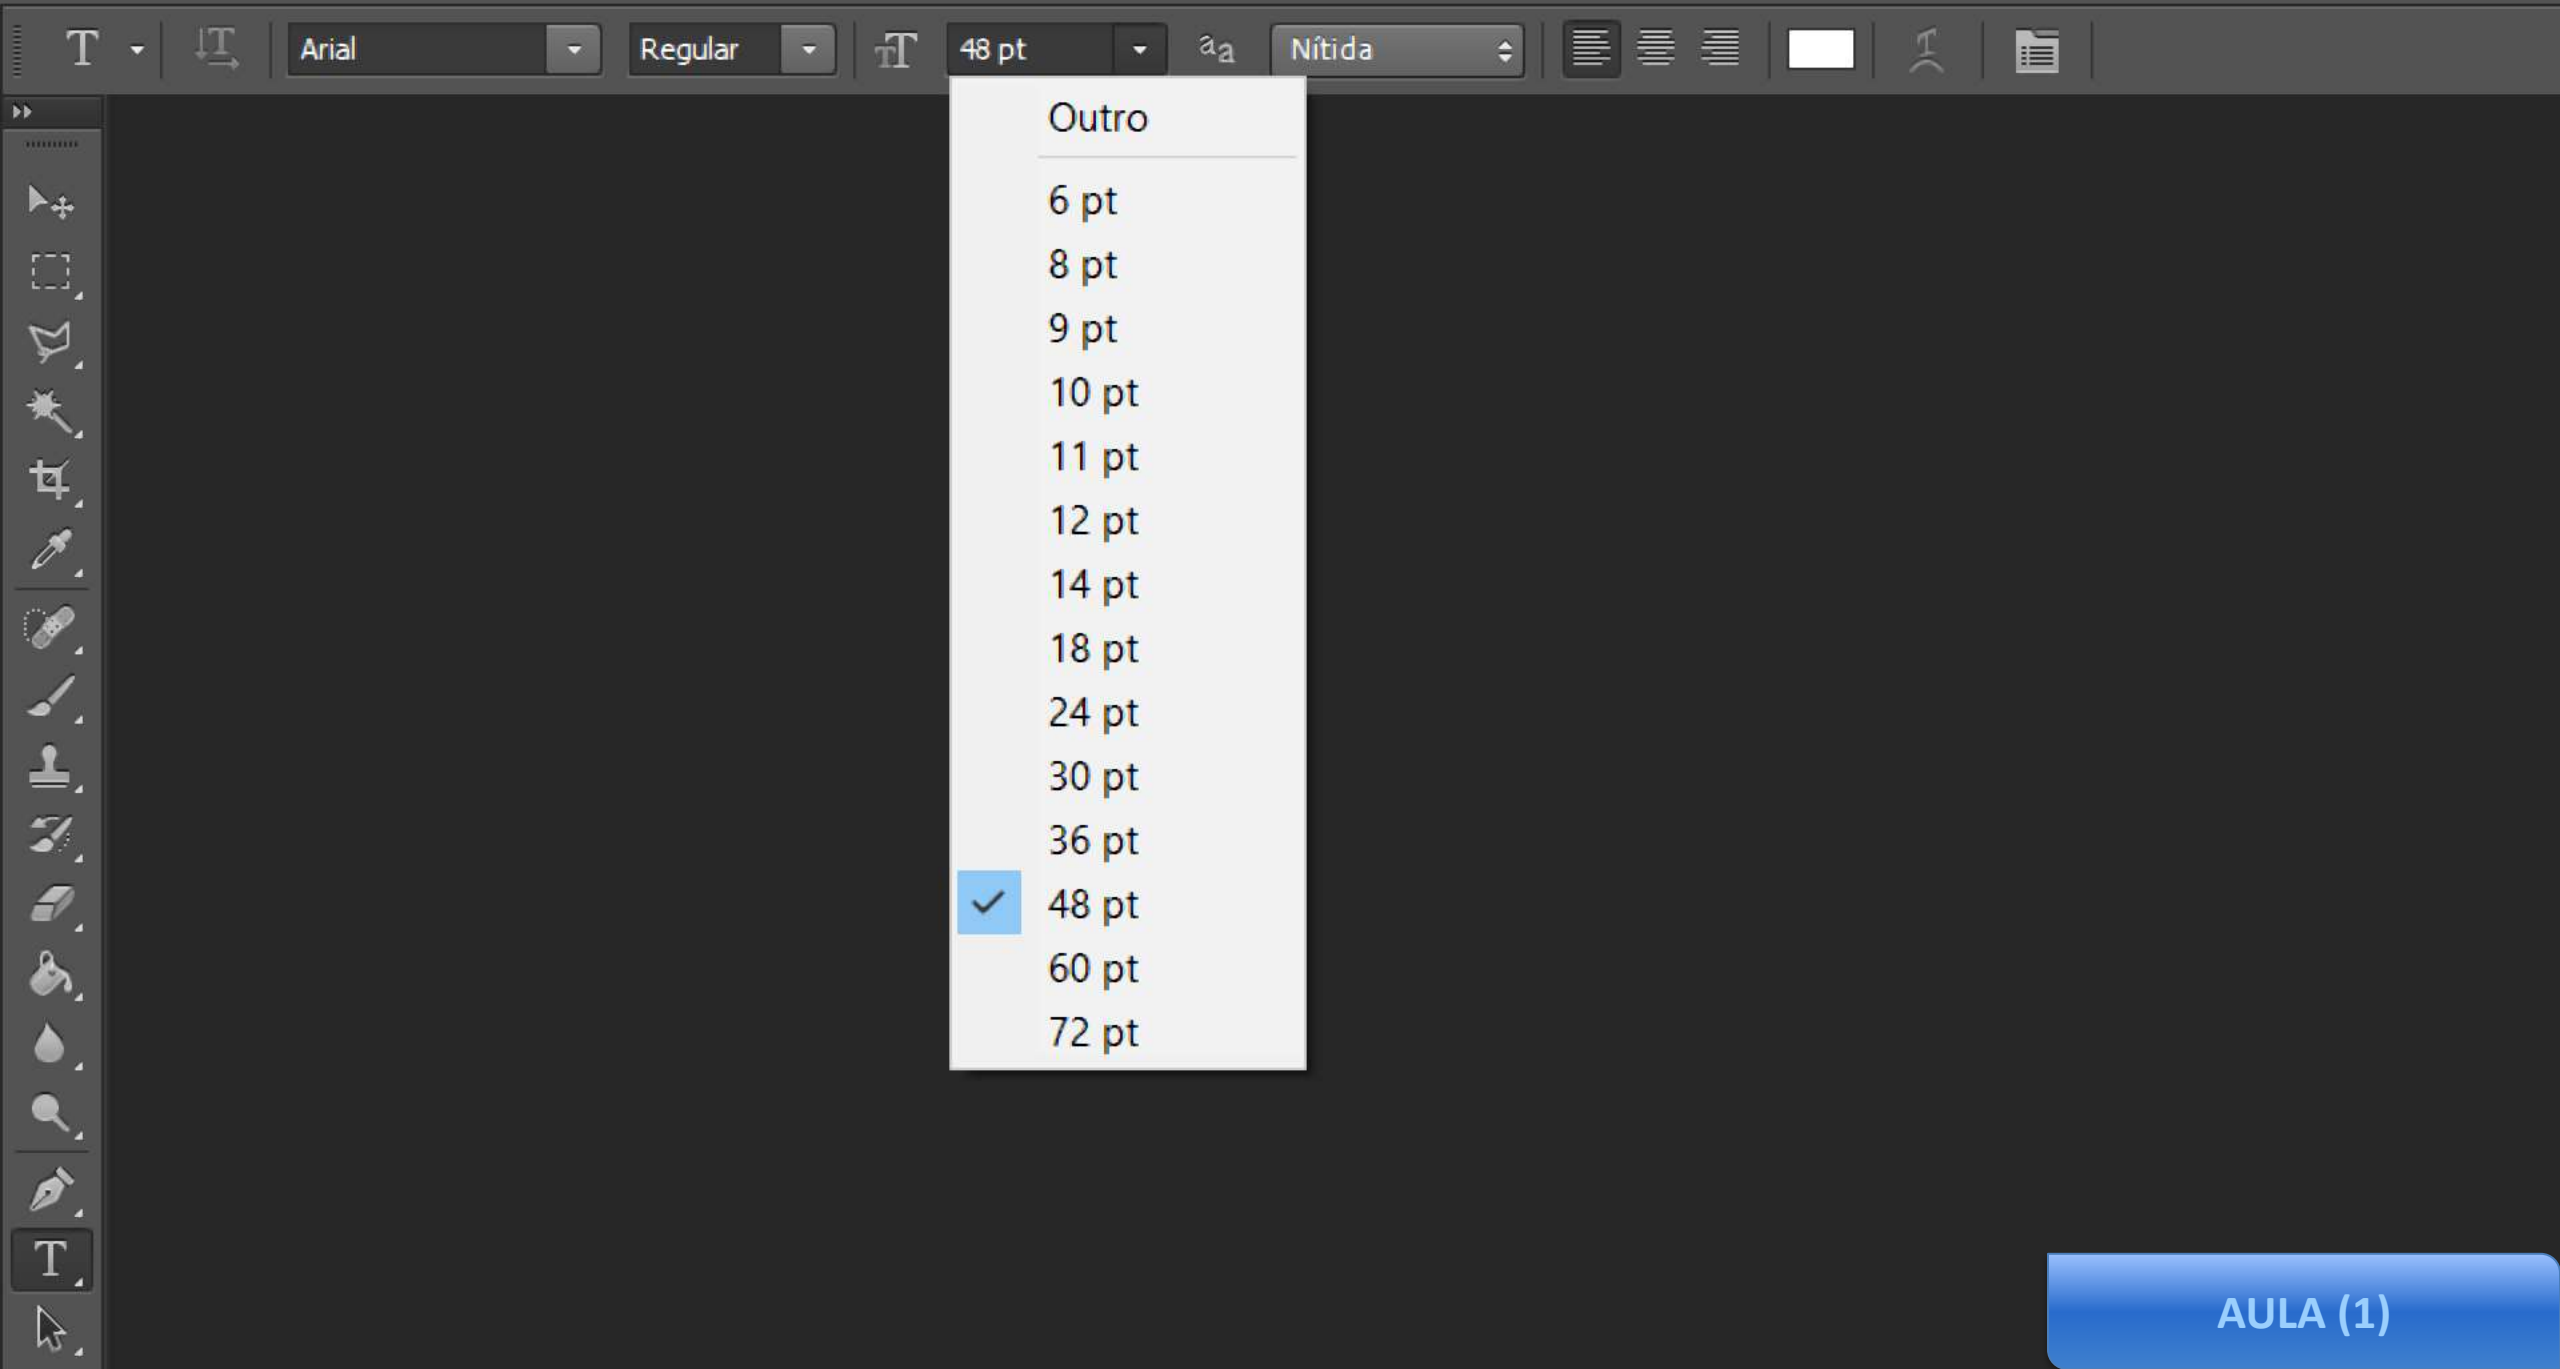 Arial Regular 48 pt Nítida
Outro
6 pt
8 pt
9 pt
10 pt
11 pt
12 pt
14 pt
18 pt
24 pt
30 pt
36 pt
48 pt
60 pt
72 pt
AULA (1)